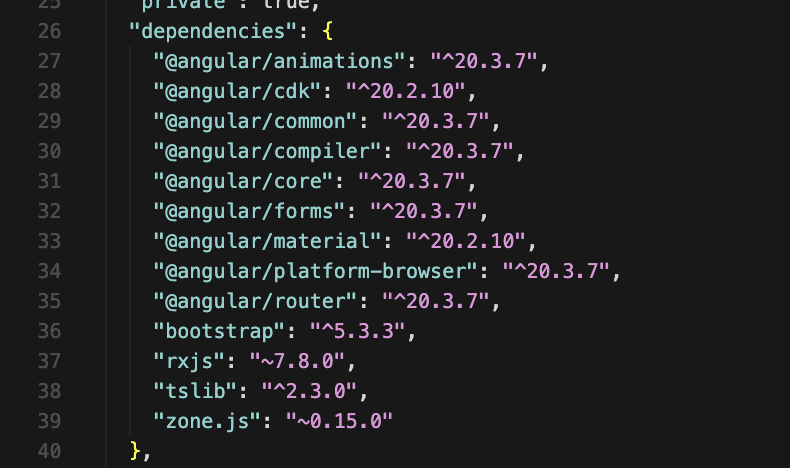 25 "private": true,
26 "dependencies": {
27 "@angular/animations": "^20.3.7",
28 "@angular/cdk": "^20.2.10",
29 "@angular/common": "^20.3.7",
30 "@angular/compiler": "^20.3.7",
31 "@angular/core": "^20.3.7",
32 "@angular/forms": "^20.3.7",
33 "@angular/material": "^20.2.10",
34 "@angular/platform-browser": "^20.3.7",
35 "@angular/router": "^20.3.7",
36 "bootstrap": "^5.3.3",
37 "rxjs": "~7.8.0",
38 "tslib": "^2.3.0",
39 "zone.js": "~0.15.0"
40 },